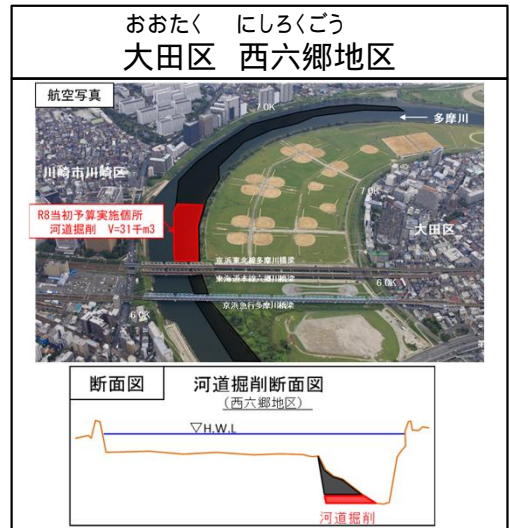 おおたく にしろくごう
大田区 西六郷地区
航空写真
7.0K
多摩川
川崎市川崎区
7.0K
R8当初予算実施個所
河道掘削 V=31千m3
大田区
京浜東北線多摩川橋梁
東海道本線六郷川橋梁
6.0K
京浜急行多摩川橋梁
6.0K
断面図
河道掘削断面図
(西六郷地区)
▽H.W.L
河道掘削